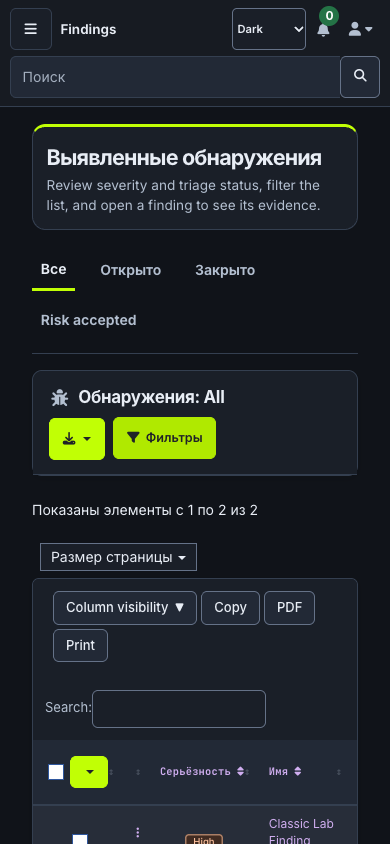 Findings
Dark
0
Поиск
Выявленные обнаружения
Review severity and triage status, filter the
list, and open a finding to see its evidence.
Все
Открыто
Закрыто
Risk accepted
Обнаружения: All
Фильтры
Показаны элементы с 1 по 2 из 2
Размер страницы
Column visibility ▼
Copy
PDF
Print
Search:
Серьёзность
Имя
High
Classic Lab
Finding